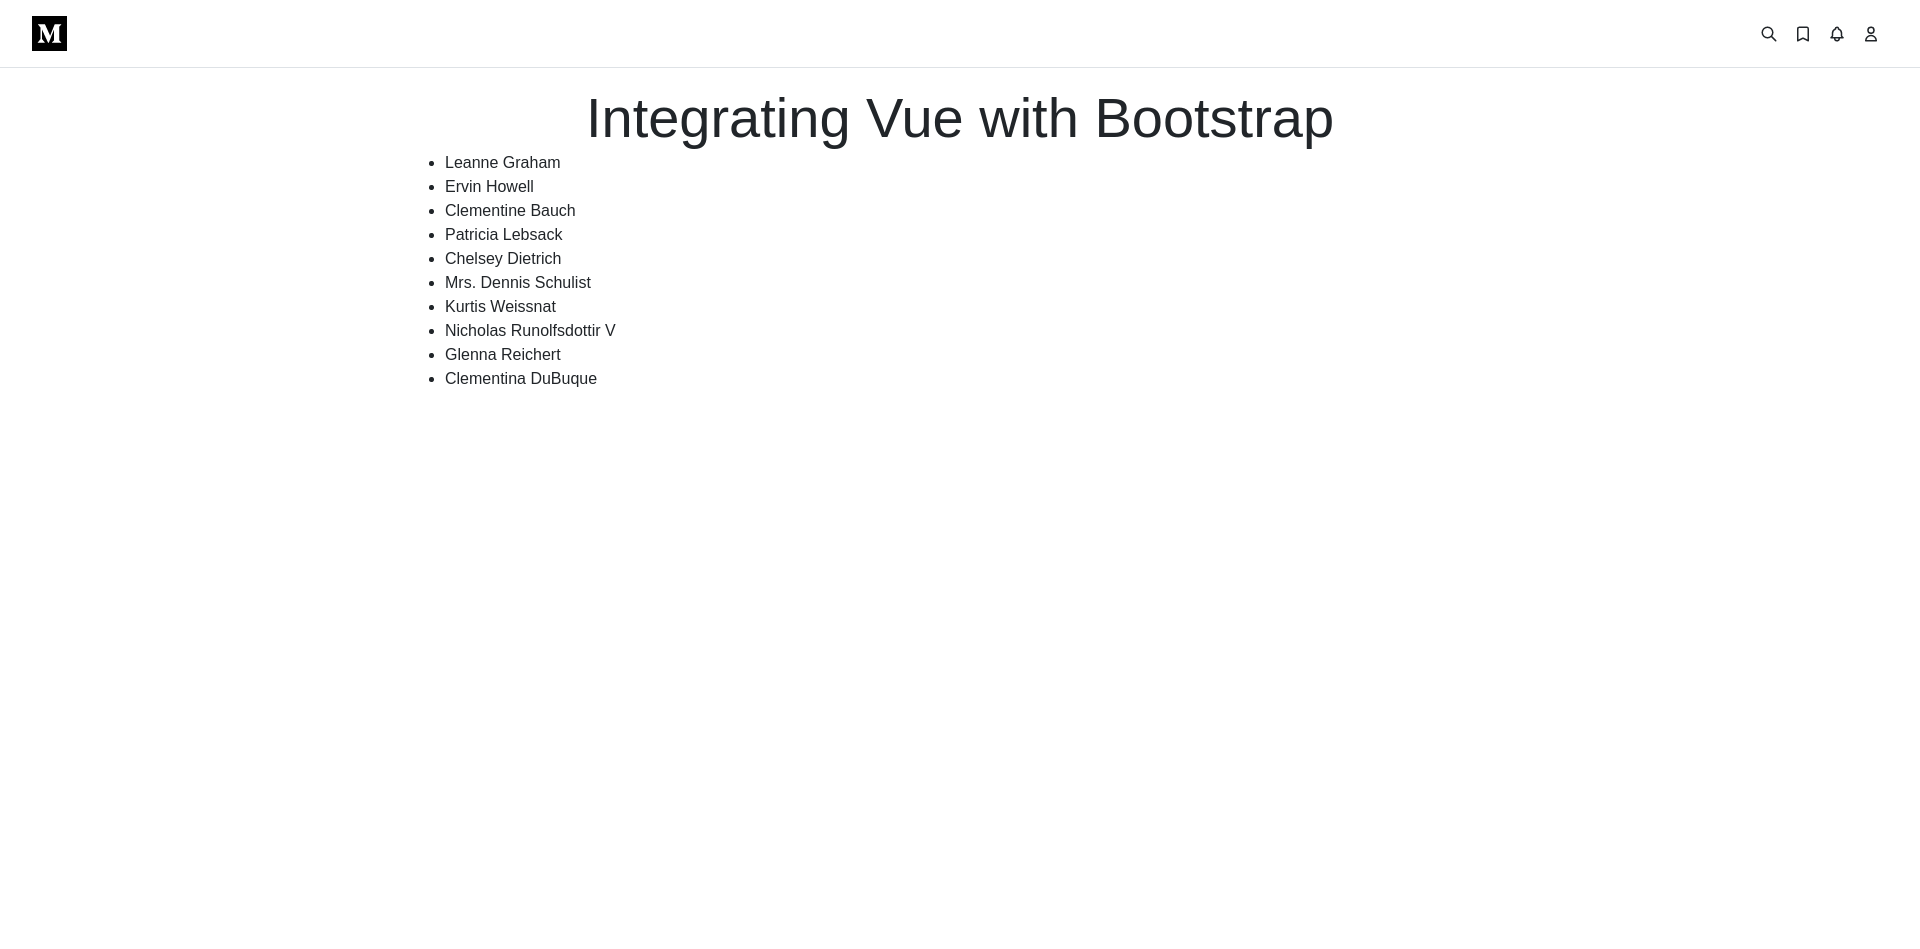 M
Integrating Vue with Bootstrap
Leanne Graham
Ervin Howell
Clementine Bauch
Patricia Lebsack
Chelsey Dietrich
Mrs. Dennis Schulist
Kurtis Weissnat
Nicholas Runolfsdottir V
Glenna Reichert
Clementina DuBuque